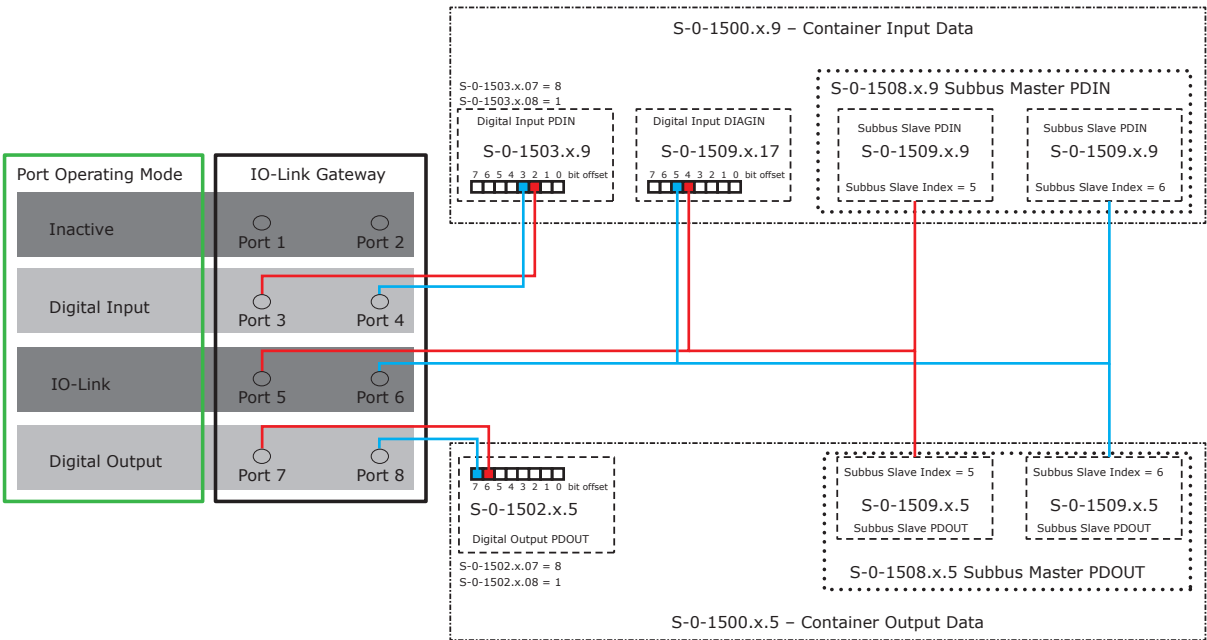 S-0-1500.x.9 – Container Input Data
S-0-1503.x.07 = 8
S-0-1503.x.08 = 1
Digital Input PDIN
S-0-1503.x.9
7 6 5 4 3 2 1 0 bit offset
Digital Input DIAGIN
S-0-1509.x.17
7 6 5 4 3 2 1 0 bit offset
S-0-1508.x.9 Subbus Master PDIN
Subbus Slave PDIN
S-0-1509.x.9
Subbus Slave Index = 5
Subbus Slave PDIN
S-0-1509.x.9
Subbus Slave Index = 6
Port Operating Mode
IO-Link Gateway
Inactive
Port 1
Port 2
Digital Input
Port 3
Port 4
IO-Link
Port 5
Port 6
Digital Output
Port 7
Port 8
7 6 5 4 3 2 1 0 bit offset
S-0-1502.x.5
Digital Output PDOUT
S-0-1502.x.07 = 8
S-0-1502.x.08 = 1
Subbus Slave Index = 5
S-0-1509.x.5
Subbus Slave PDOUT
Subbus Slave Index = 6
S-0-1509.x.5
Subbus Slave PDOUT
S-0-1508.x.5 Subbus Master PDOUT
S-0-1500.x.5 – Container Output Data